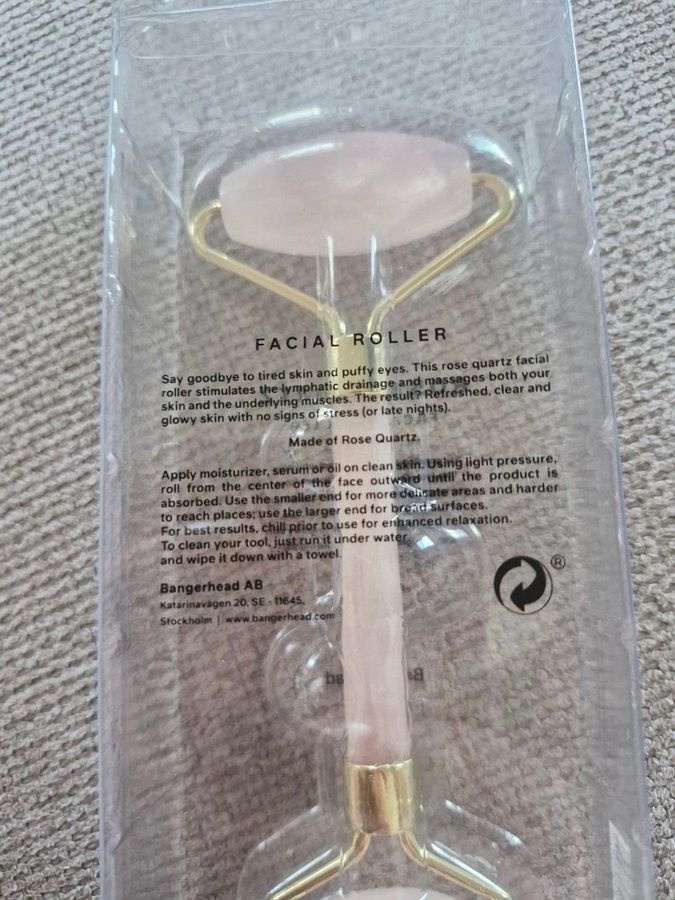 FACIAL ROLLER
Say goodbye to tired skin and puffy eyes. This rose quartz facial
roller stimulates the lymphatic drainage and massages both your
skin and the underlying muscles. The result? Refreshed, clear and
glowy skin with no signs of stress (or late nights).
Made of Rose Quartz.
Apply moisturizer, serum or oil on clean skin. Using light pressure,
roll from the center of the face outward until the product is
absorbed. Use the smaller end for more delicate areas and harder
to reach places; use the larger end for broad surfaces.
For best results, chill prior to use for enhanced relaxation.
To clean your tool, just run it under water
and wipe it down with a towel.
Bangerhead AB
Katarinavägen 20, SE - 11645,
Stockholm | www.bangerhead.com
®